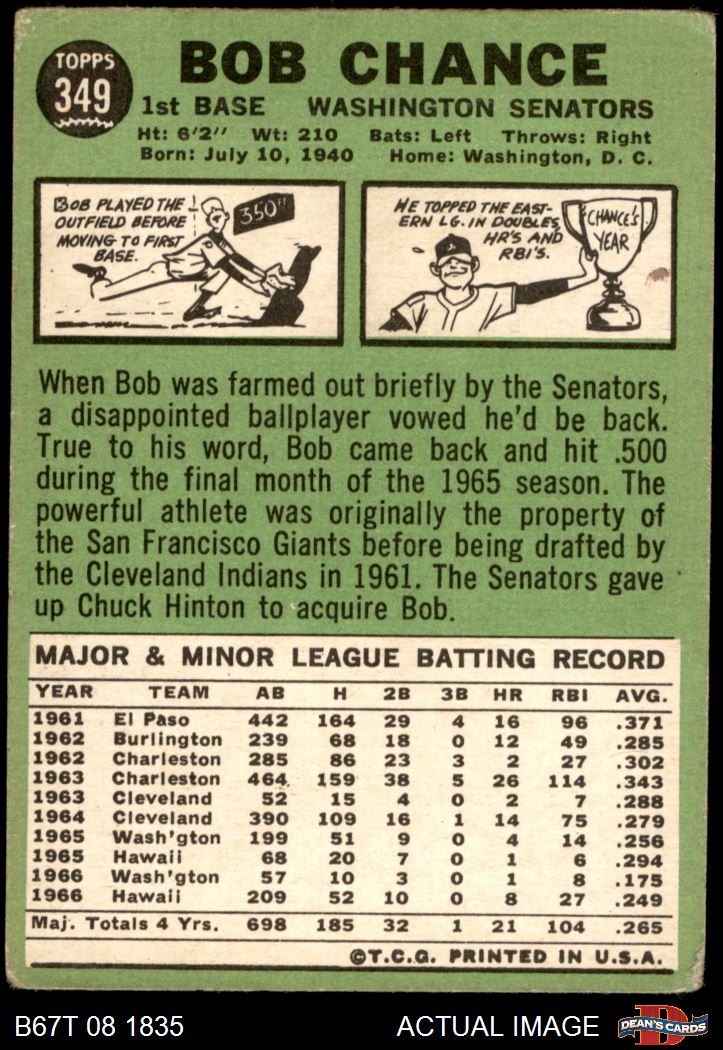 TOPPS
349
BOB CHANCE
1st BASE WASHINGTON SENATORS
Ht: 6'2" Wt: 210 Bats: Left Throws: Right
Born: July 10, 1940 Home: Washington, D. C.
BOB PLAYED THE
OUTFIELD BEFORE
MOVING TO FIRST
BASE.
350 FT
HE TOPPED THE EAST-
ERN LG. IN DOUBLES,
HR'S AND
RBI'S.
CHANCE'S
YEAR
When Bob was farmed out briefly by the Senators,
a disappointed ballplayer vowed he'd be back.
True to his word, Bob came back and hit .500
during the final month of the 1965 season. The
powerful athlete was originally the property of
the San Francisco Giants before being drafted by
the Cleveland Indians in 1961. The Senators gave
up Chuck Hinton to acquire Bob.
MAJOR & MINOR LEAGUE BATTING RECORD
YEAR TEAM AB H 2B 3B HR RBI AVG.
1961 El Paso 442 164 29 4 16 96 .371
1962 Burlington 239 68 18 0 12 49 .285
1962 Charleston 285 86 23 3 2 27 .302
1963 Charleston 464 159 38 5 26 114 .343
1963 Cleveland 52 15 4 0 2 7 .288
1964 Cleveland 390 109 16 1 14 75 .279
1965 Wash'gton 199 51 9 0 4 14 .256
1965 Hawaii 68 20 7 0 1 6 .294
1966 Wash'gton 57 10 3 0 1 8 .175
1966 Hawaii 209 52 10 0 8 27 .249
Maj. Totals 4 Yrs. 698 185 32 1 21 104 .265
©T.C.G. PRINTED IN U.S.A.
B67T 08 1835 ACTUAL IMAGE
D
DEAN'S CARDS